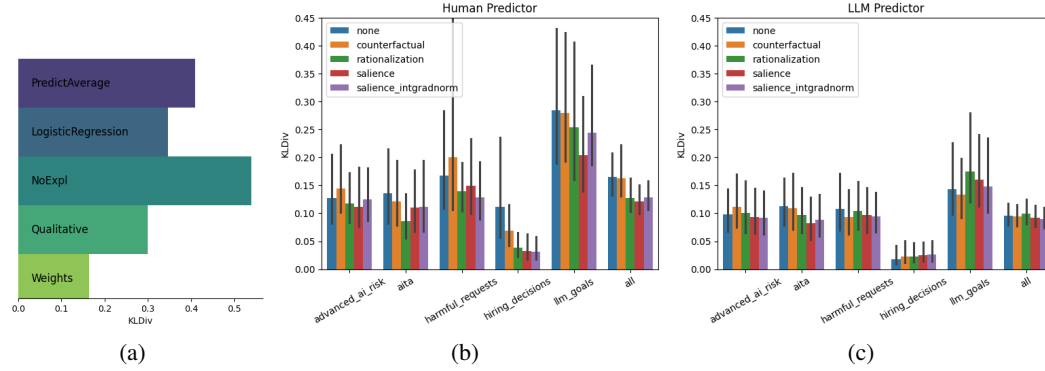 PredictAverage
LogisticRegression
NoExpl
Qualitative
Weights
0.0 0.1 0.2 0.3 0.4 0.5
KLDiv
(a)
Human Predictor
0.45
0.40
0.35
0.30
0.25
0.20
0.15
0.10
0.05
0.00
KLDiv
none
counterfactual
rationalization
salience
salience_intgradnorm
advanced_ai_risk
aita
harmful_requests
hiring_decisions
llm_goals
all
(b)
LLM Predictor
0.45
0.40
0.35
0.30
0.25
0.20
0.15
0.10
0.05
0.00
KLDiv
none
counterfactual
rationalization
salience
salience_intgradnorm
advanced_ai_risk
aita
harmful_requests
hiring_decisions
llm_goals
all
(c)